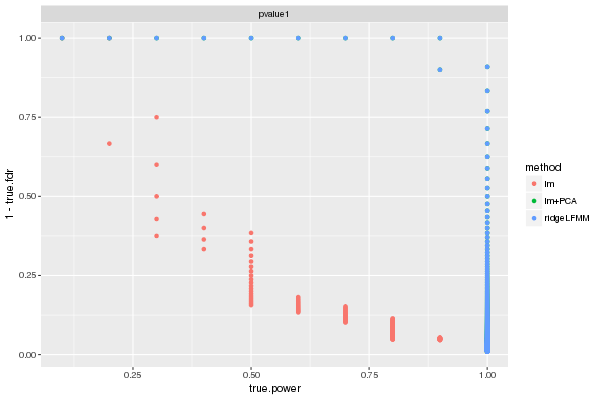 pvalue1
1.00
0.75
0.50
0.25
0.00
1 - true.fdr
0.25
0.50
0.75
1.00
true.power
method
lm
lm+PCA
ridgeLFMM